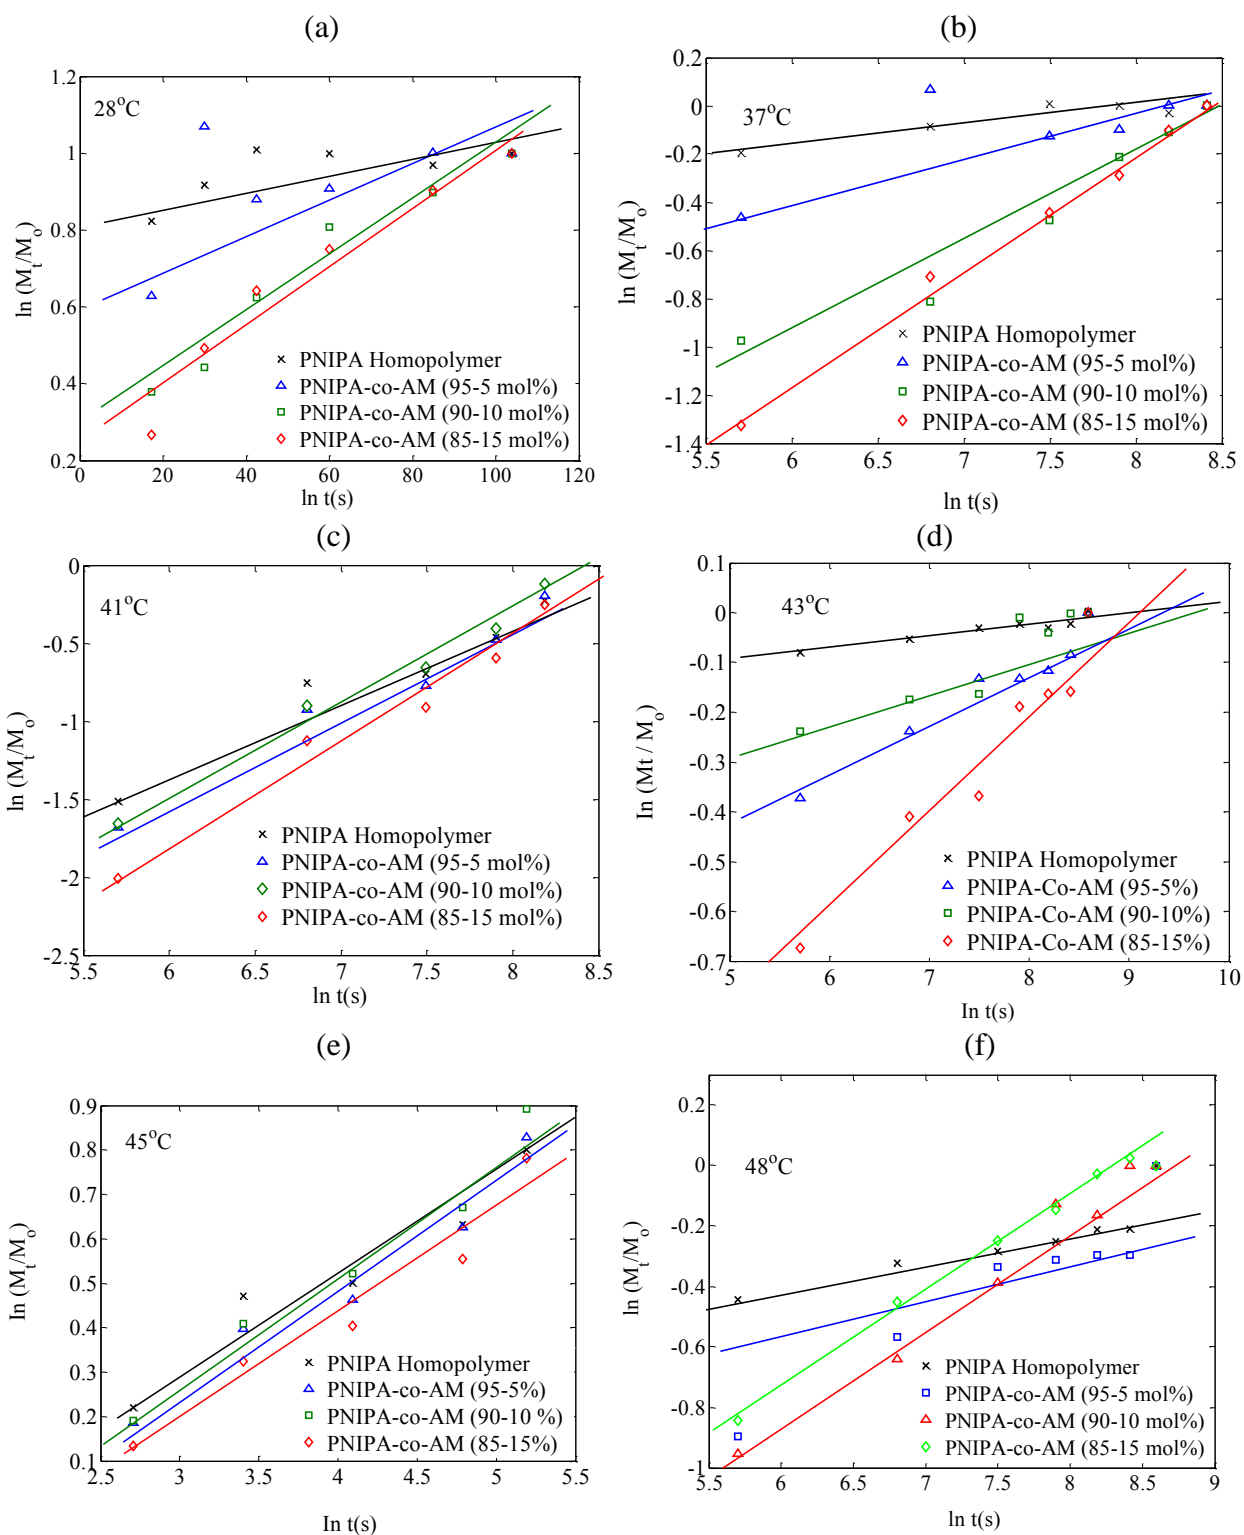 (a)
28°C
ln (Mt/Mo)
1.2
1
0.8
0.6
0.4
0.2
PNIPA Homopolymer
PNIPA-co-AM (95-5 mol%)
PNIPA-co-AM (90-10 mol%)
PNIPA-co-AM (85-15 mol%)
0 20 40 60 80 100 120
ln t(s)
(b)
37°C
ln (Mt/Mo)
0.2
0
-0.2
-0.4
-0.6
-0.8
-1
-1.2
-1.4
PNIPA Homopolymer
PNIPA-co-AM (95-5 mol%)
PNIPA-co-AM (90-10 mol%)
PNIPA-co-AM (85-15 mol%)
5.5 6 6.5 7 7.5 8 8.5
ln t(s)
(c)
41°C
ln (Mt/Mo)
0
-0.5
-1
-1.5
-2
-2.5
PNIPA Homopolymer
PNIPA-co-AM (95-5 mol%)
PNIPA-co-AM (90-10 mol%)
PNIPA-co-AM (85-15 mol%)
5.5 6 6.5 7 7.5 8 8.5
ln t(s)
(d)
43°C
In (Mt / Mo)
0.1
0
-0.1
-0.2
-0.3
-0.4
-0.5
-0.6
-0.7
PNIPA Homopolymer
PNIPA-Co-AM (95-5%)
PNIPA-Co-AM (90-10%)
PNIPA-Co-AM (85-15%)
5 6 7 8 9 10
In t(s)
(e)
45°C
In (Mt/Mo)
0.9
0.8
0.7
0.6
0.5
0.4
0.3
0.2
0.1
PNIPA Homopolymer
PNIPA-co-AM (95-5%)
PNIPA-co-AM (90-10 %)
PNIPA-co-AM (85-15%)
2.5 3 3.5 4 4.5 5 5.5
In t(s)
(f)
48°C
ln (Mt/Mo)
0.2
0
-0.2
-0.4
-0.6
-0.8
-1
PNIPA Homopolymer
PNIPA-co-AM (95-5 mol%)
PNIPA-co-AM (90-10 mol%)
PNIPA-co-AM (85-15 mol%)
5.5 6 6.5 7 7.5 8 8.5 9
ln t(s)